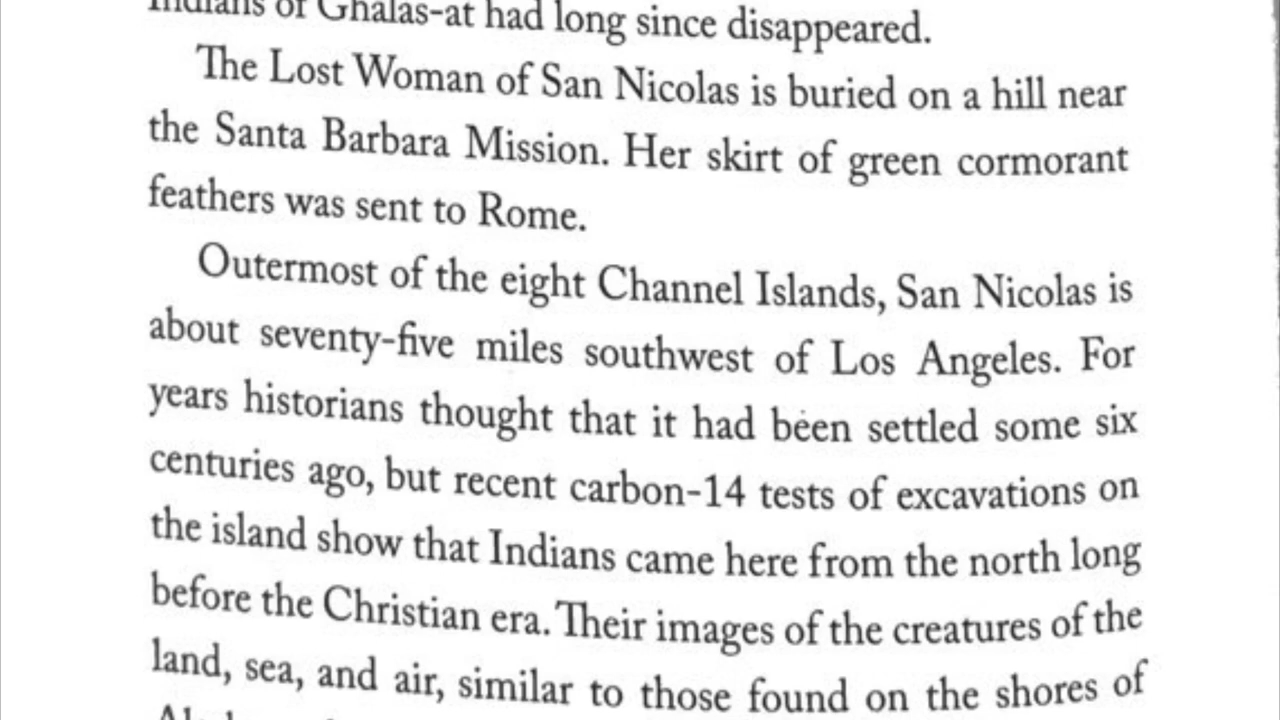 Indians of Ghalas-at had long since disappeared.
The Lost Woman of San Nicolas is buried on a hill near
the Santa Barbara Mission. Her skirt of green cormorant
feathers was sent to Rome.
Outermost of the eight Channel Islands, San Nicolas is
about seventy-five miles southwest of Los Angeles. For
years historians thought that it had been settled some six
centuries ago, but recent carbon-14 tests of excavations on
the island show that Indians came here from the north long
before the Christian era. Their images of the creatures of the
land, sea, and air, similar to those found on the shores of